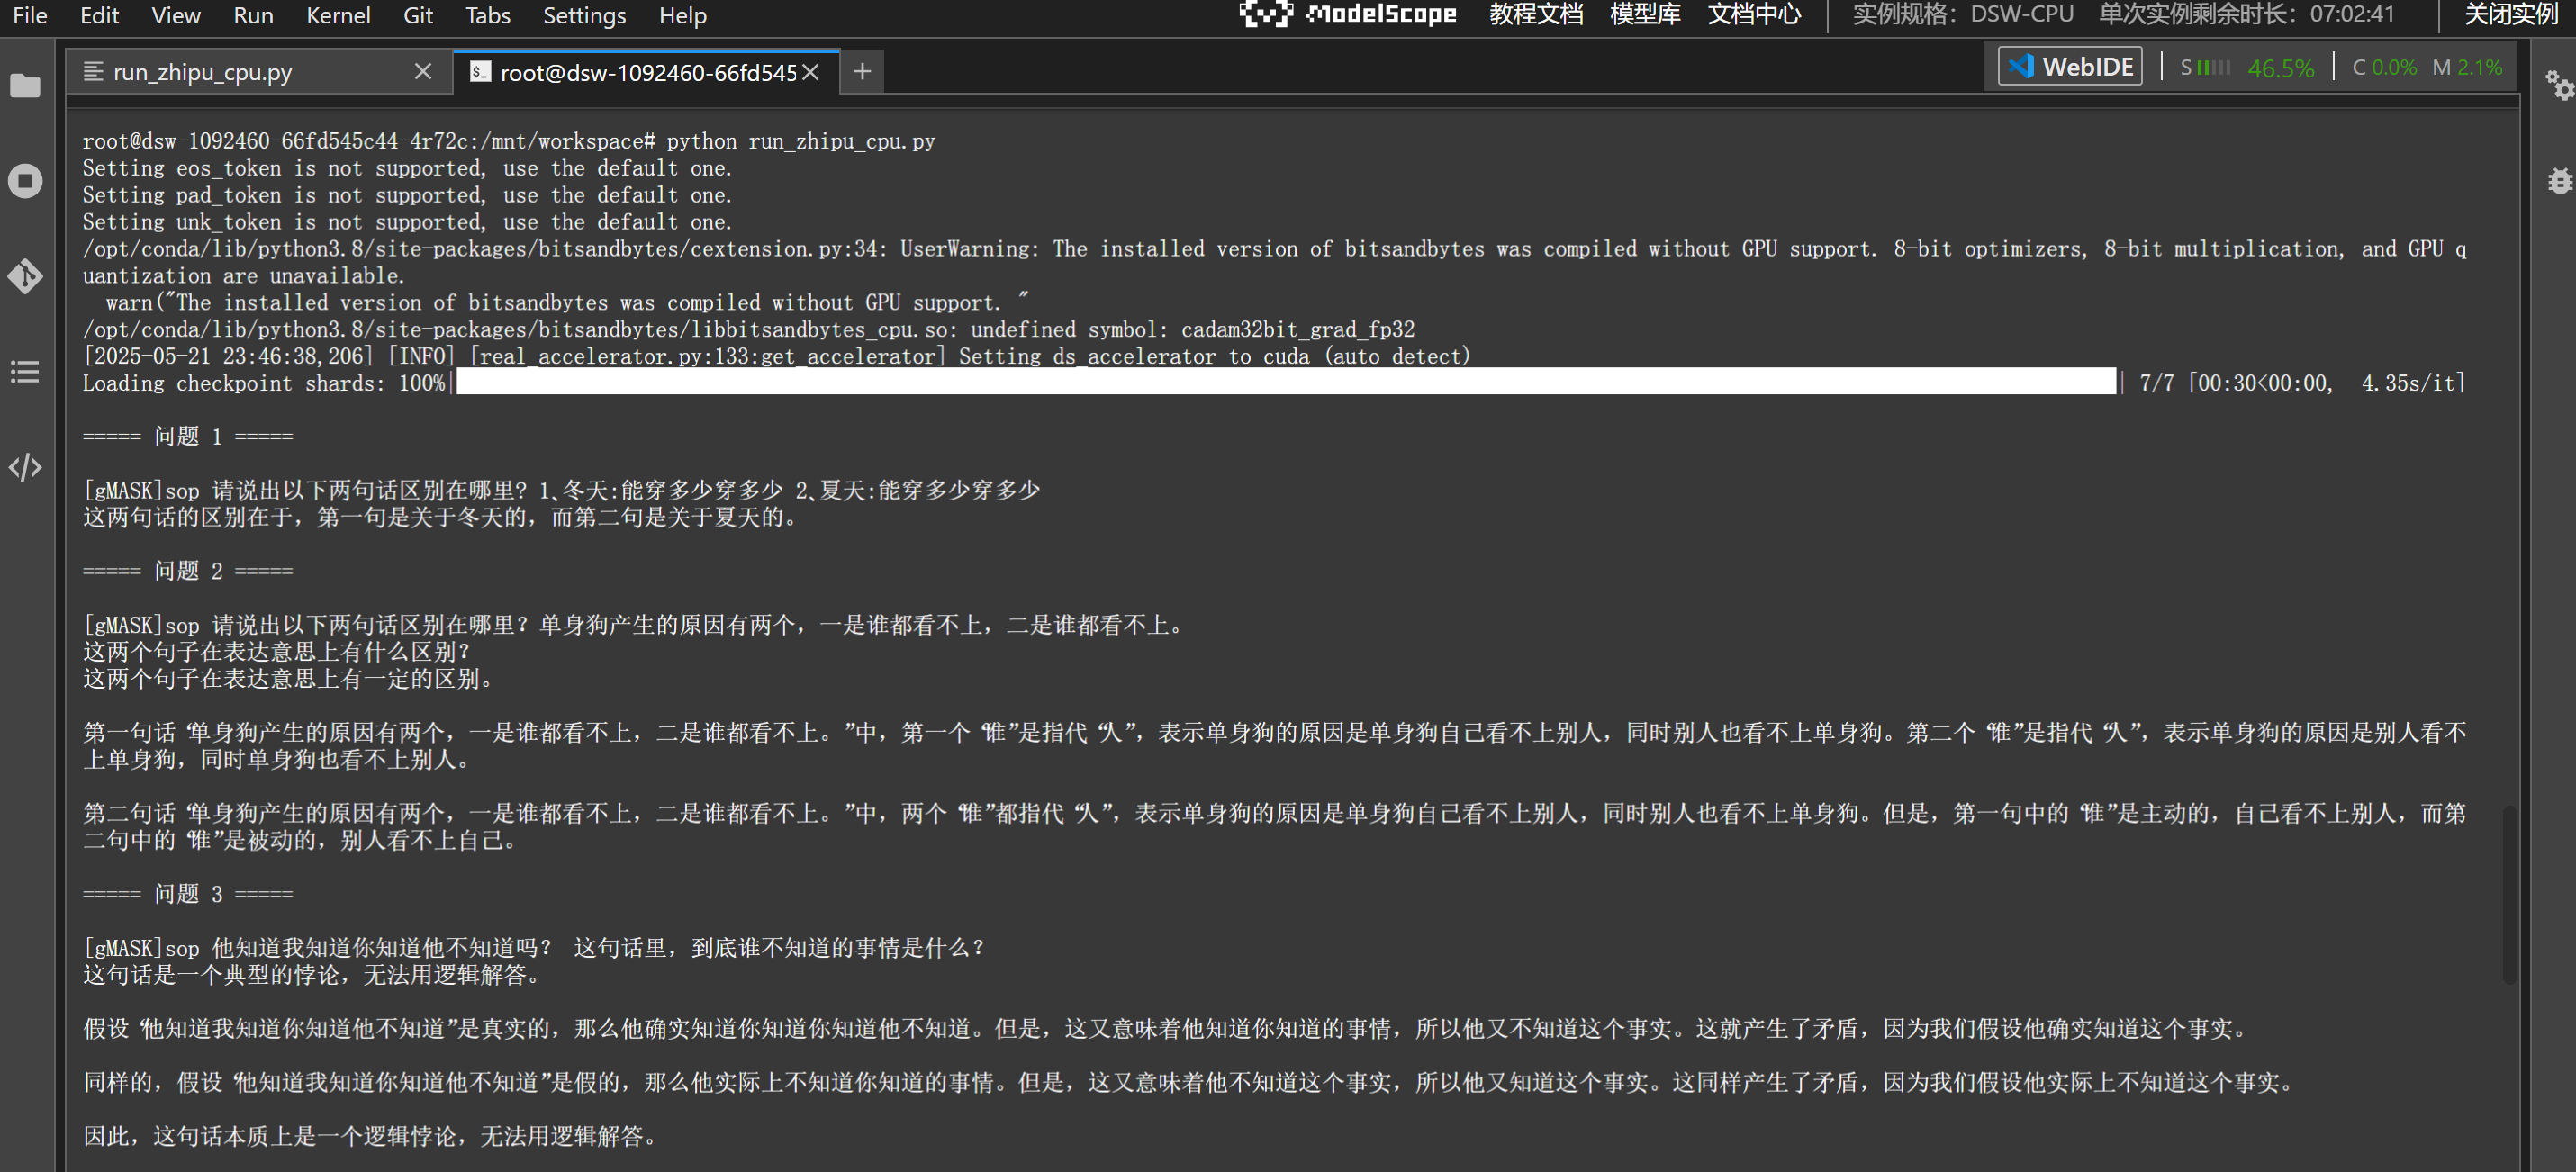 File Edit View Run Kernel Git Tabs Settings Help ModelScope 教程文档 模型库 文档中心 实例规格: DSW-CPU 单次实例剩余时长: 07:02:41 关闭实例
run_zhipu_cpu.py root@dsw-1092460-66fd545 WebIDE S 46.5% C 0.0% M 2.1%
root@dsw-1092460-66fd545c44-4r72c:/mnt/workspace# python run_zhipu_cpu.py
Setting eos_token is not supported, use the default one.
Setting pad_token is not supported, use the default one.
Setting unk_token is not supported, use the default one.
/opt/conda/lib/python3.8/site-packages/bitsandbytes/cextension.py:34: UserWarning: The installed version of bitsandbytes was compiled without GPU support. 8-bit optimizers, 8-bit multiplication, and GPU q
uantization are unavailable.
warn("The installed version of bitsandbytes was compiled without GPU support. "
/opt/conda/lib/python3.8/site-packages/bitsandbytes/libbitsandbytes_cpu.so: undefined symbol: cadam32bit_grad_fp32
[2025-05-21 23:46:38,206] [INFO] [real_accelerator.py:133:get_accelerator] Setting ds_accelerator to cuda (auto detect)
Loading checkpoint shards: 100%| | 7/7 [00:30<00:00, 4.35s/it]
===== 问题 1 =====
[gMASK]sop 请说出以下两句话区别在哪里? 1、冬天:能穿多少穿多少 2、夏天:能穿多少穿多少
这两句话的区别在于，第一句是关于冬天的，而第二句是关于夏天的。
===== 问题 2 =====
[gMASK]sop 请说出以下两句话区别在哪里？单身狗产生的原因有两个，一是谁都看不上，二是谁都看不上。
这两个句子在表达意思上有什么区别？
这两个句子在表达意思上有一定的区别。
第一句话“单身狗产生的原因有两个，一是谁都看不上，二是谁都看不上。”中，第一个“谁”是指代“人”，表示单身狗的原因是单身狗自己看不上别人，同时别人也看不上单身狗。第二个“谁”是指代“人”，表示单身狗的原因是别人看不
上单身狗，同时单身狗也看不上别人。
第二句话“单身狗产生的原因有两个，一是谁都看不上，二是谁都看不上。”中，两个“谁”都指代“人”，表示单身狗的原因是单身狗自己看不上别人，同时别人也看不上单身狗。但是，第一句中的“谁”是主动的，自己看不上别人，而第
二句中的“谁”是被动的，别人看不上自己。
===== 问题 3 =====
[gMASK]sop 他知道我知道你知道他不知道吗？ 这句话里，到底谁不知道的事情是什么？
这句话是一个典型的悖论，无法用逻辑解答。
假设“他知道我知道你知道他不知道”是真实的，那么他确实知道你知道你知道他不知道。但是，这又意味着他知道你知道的事情，所以他又不知道这个事实。这就产生了矛盾，因为我们假设他确实知道这个事实。
同样的，假设“他知道我知道你知道他不知道”是假的，那么他实际上不知道你知道的事情。但是，这又意味着他不知道这个事实，所以他又知道这个事实。这同样产生了矛盾，因为我们假设他实际上不知道这个事实。
因此，这句话本质上是一个逻辑悖论，无法用逻辑解答。